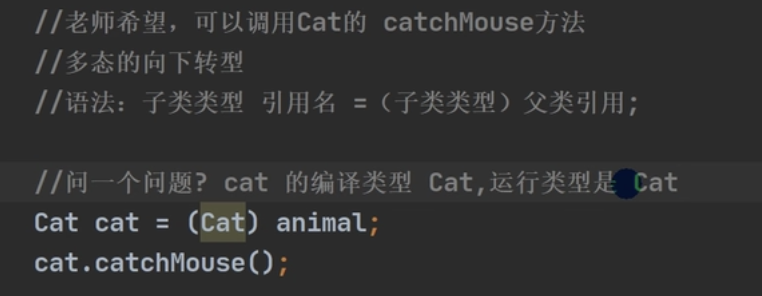 //老师希望，可以调用Cat的 catchMouse方法
//多态的向下转型
//语法：子类类型 引用名 =（子类类型）父类引用;
//问一个问题? cat 的编译类型 Cat,运行类型是 Cat
Cat cat = (Cat) animal;
cat.catchMouse();